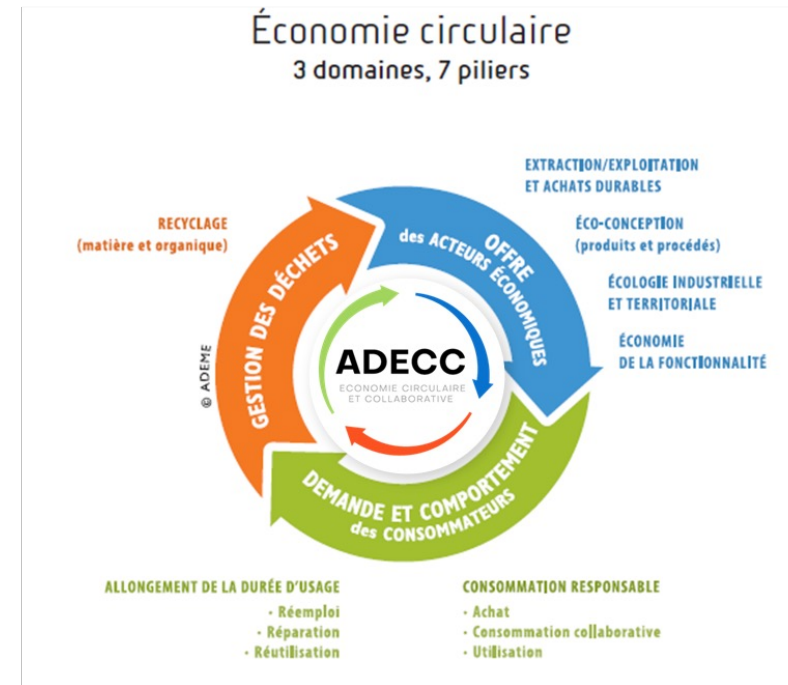 Économie circulaire
3 domaines, 7 piliers
EXTRACTION/EXPLOITATION
ET ACHATS DURABLES
RECYCLAGE
(matière et organique)
ÉCO-CONCEPTION
(produits et procédés)
ÉCOLOGIE INDUSTRIELLE
ET TERRITORIALE
ÉCONOMIE
DE LA FONCTIONNALITÉ
OFFRE
des ACTEURS ÉCONOMIQUES
GESTION DES DÉCHETS
© ADEME
ADECC
ECONOMIE CIRCULAIRE
ET COLLABORATIVE
DEMANDE ET COMPORTEMENT
des CONSOMMATEURS
ALLONGEMENT DE LA DURÉE D'USAGE
· Réemploi
· Réparation
· Réutilisation
CONSOMMATION RESPONSABLE
· Achat
· Consommation collaborative
· Utilisation